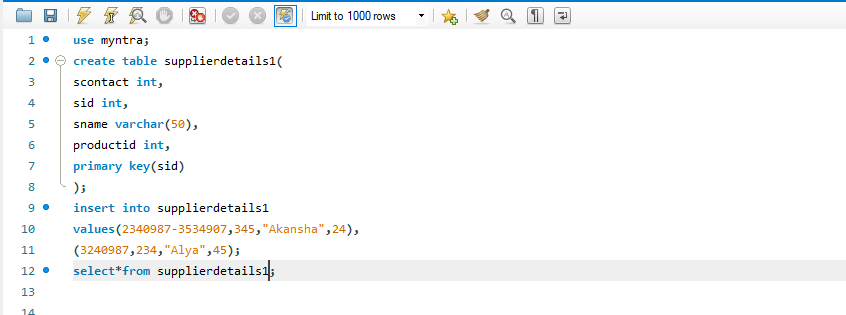 Limit to 1000 rows
1 use myntra;
2 create table supplierdetails1(
3 scontact int,
4 sid int,
5 sname varchar(50),
6 productid int,
7 primary key(sid)
8 );
9 insert into supplierdetails1
10 values(2340987-3534907,345,"Akansha",24),
11 (3240987,234,"Alya",45);
12 select*from supplierdetails1;
13
14